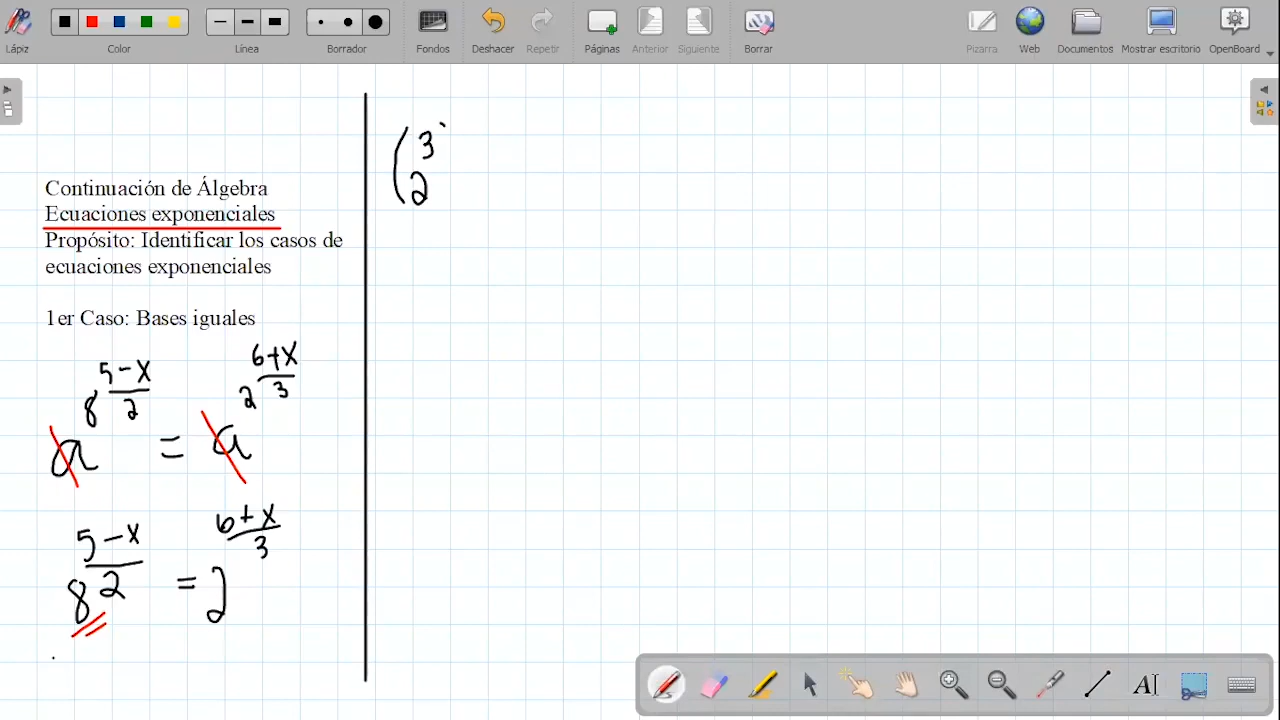 Lápiz Color Línea Borrador Fondos Deshacer Repetir Páginas Anterior Siguiente Borrar Pizarra Web Documentos Mostrar escritorio OpenBoard
Continuación de Álgebra
Ecuaciones exponenciales
Propósito: Identificar los casos de
ecuaciones exponenciales
1er Caso: Bases iguales
a^8^(5-x)/2 = a^2^(6+x)/3
8^(5-x)/2 = 2^(6+x)/3
( 3
2
AI